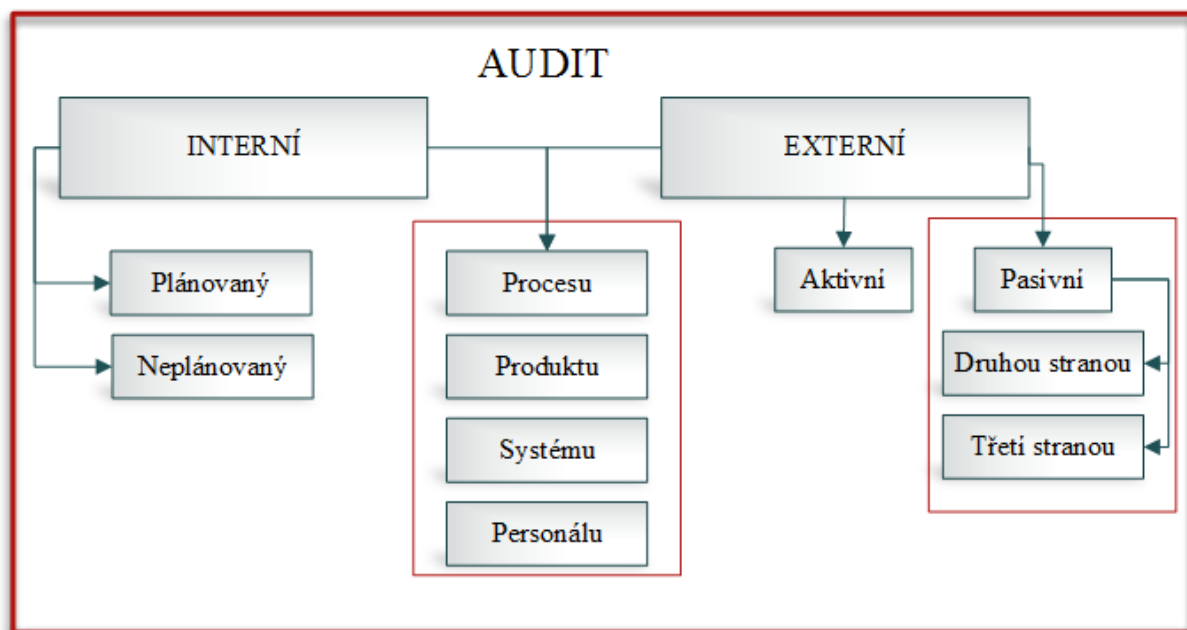 AUDIT
INTERNÍ
EXTERNÍ
Plánovaný
Neplánovaný
Procesu
Produktu
Systému
Personálu
Aktivní
Pasivní
Druhou stranou
Třetí stranou